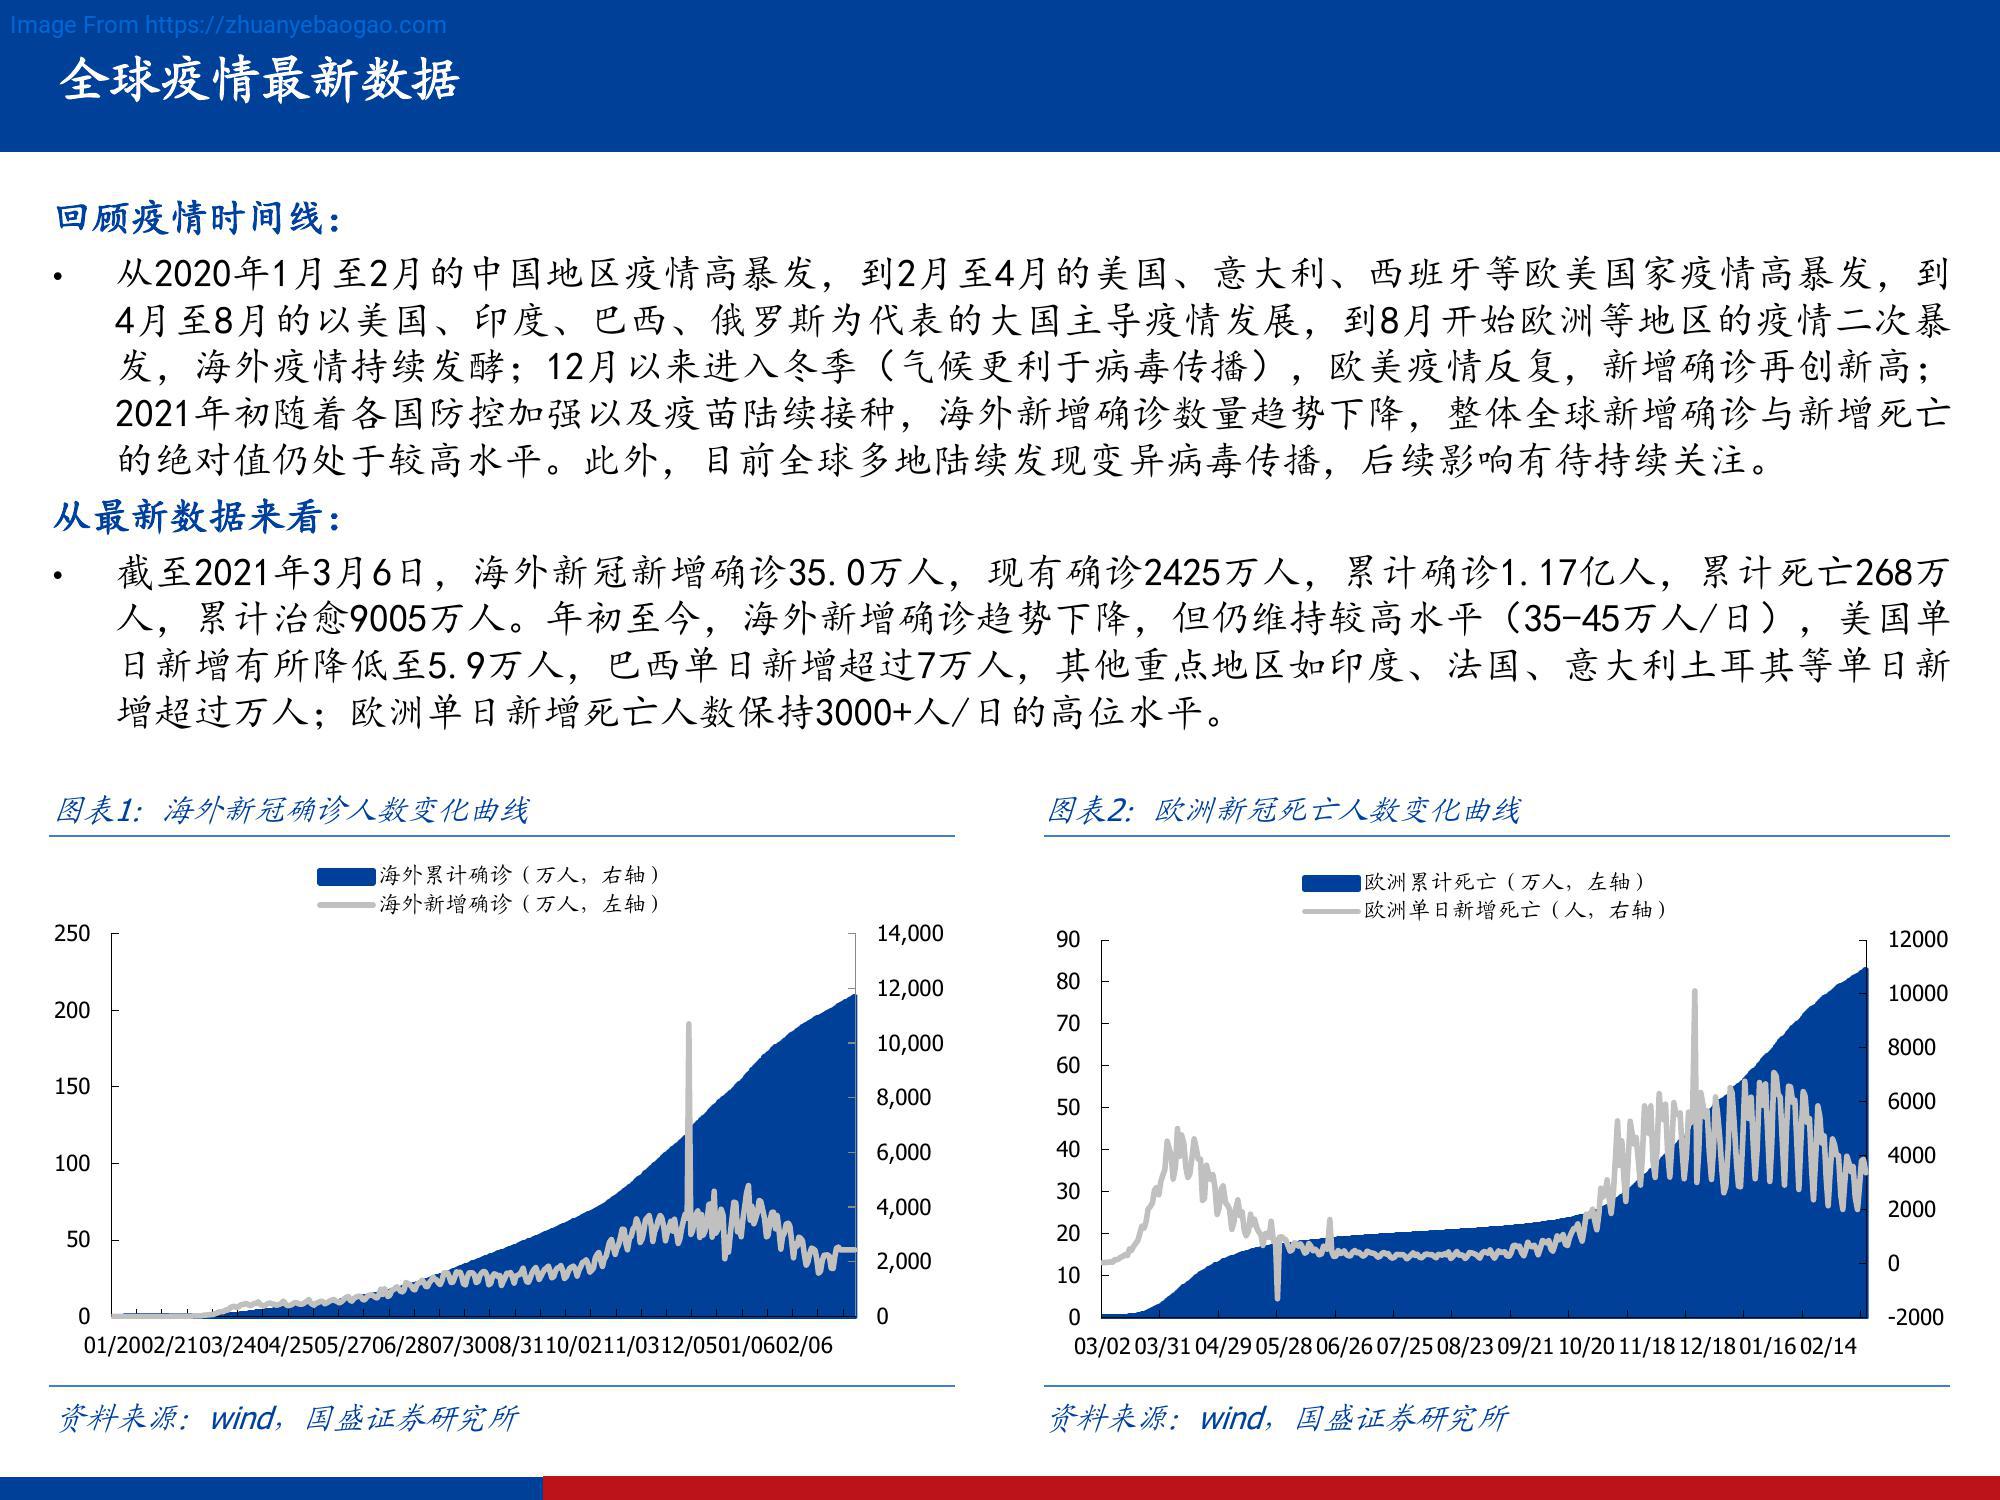 Image From https://zhuanyebaogao.com
全球疫情最新数据
回顾疫情时间线：
• 从2020年1月至2月的中国地区疫情高暴发，到2月至4月的美国、意大利、西班牙等欧美国家疫情高暴发，到
4月至8月的以美国、印度、巴西、俄罗斯为代表的大国主导疫情发展，到8月开始欧洲等地区的疫情二次暴
发，海外疫情持续发酵；12月以来进入冬季（气候更利于病毒传播），欧美疫情反复，新增确诊再创新高；
2021年初随着各国防控加强以及疫苗陆续接种，海外新增确诊数量趋势下降，整体全球新增确诊与新增死亡
的绝对值仍处于较高水平。此外，目前全球多地陆续发现变异病毒传播，后续影响有待持续关注。
从最新数据来看：
• 截至2021年3月6日，海外新冠新增确诊35.0万人，现有确诊2425万人，累计确诊1.17亿人，累计死亡268万
人，累计治愈9005万人。年初至今，海外新增确诊趋势下降，但仍维持较高水平（35-45万人/日），美国单
日新增有所降低至5.9万人，巴西单日新增超过7万人，其他重点地区如印度、法国、意大利土耳其等单日新
增超过万人；欧洲单日新增死亡人数保持3000+人/日的高位水平。
图表1：海外新冠确诊人数变化曲线
海外累计确诊（万人，右轴）
海外新增确诊（万人，左轴）
250
200
150
100
50
0
14,000
12,000
10,000
8,000
6,000
4,000
2,000
0
01/2002/2103/2404/2505/2706/2807/3008/3110/0211/0312/0501/0602/06
资料来源：wind，国盛证券研究所
图表2：欧洲新冠死亡人数变化曲线
欧洲累计死亡（万人，左轴）
欧洲单日新增死亡（人，右轴）
90
80
70
60
50
40
30
20
10
0
12000
10000
8000
6000
4000
2000
0
-2000
03/02 03/31 04/29 05/28 06/26 07/25 08/23 09/21 10/20 11/18 12/18 01/16 02/14
资料来源：wind，国盛证券研究所